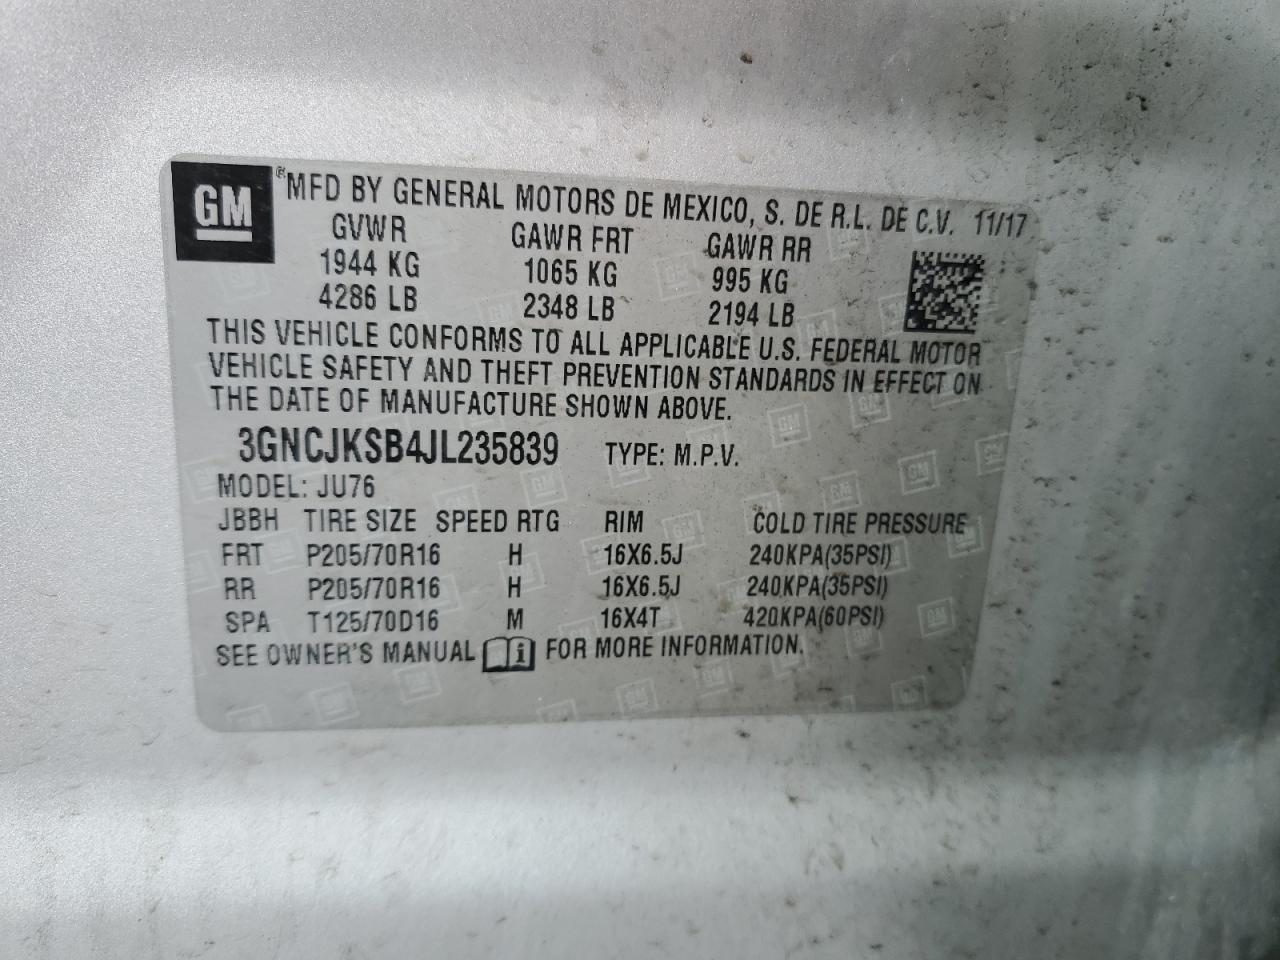 GM ® MFD BY GENERAL MOTORS DE MEXICO, S. DE R.L. DE C.V. 11/17
GVWR GAWR FRT GAWR RR
1944 KG 1065 KG 995 KG
4286 LB 2348 LB 2194 LB
THIS VEHICLE CONFORMS TO ALL APPLICABLE U.S. FEDERAL MOTOR
VEHICLE SAFETY AND THEFT PREVENTION STANDARDS IN EFFECT ON
THE DATE OF MANUFACTURE SHOWN ABOVE.
3GNCJKSB4JL235839 TYPE: M.P.V.
MODEL: JU76
JBBH TIRE SIZE SPEED RTG RIM COLD TIRE PRESSURE
FRT P205/70R16 H 16X6.5J 240KPA(35PSI)
RR P205/70R16 H 16X6.5J 240KPA(35PSI)
SPA T125/70D16 M 16X4T 420KPA(60PSI)
SEE OWNER'S MANUAL i FOR MORE INFORMATION.